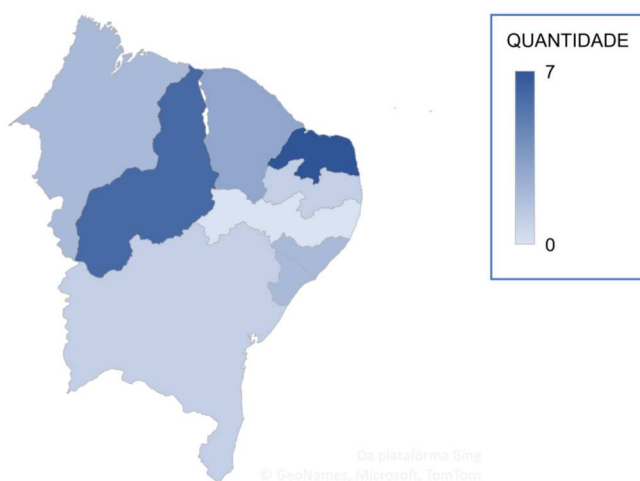 QUANTIDADE
7
0
Da plataforma Bing
© GeoNames, Microsoft, TomTom